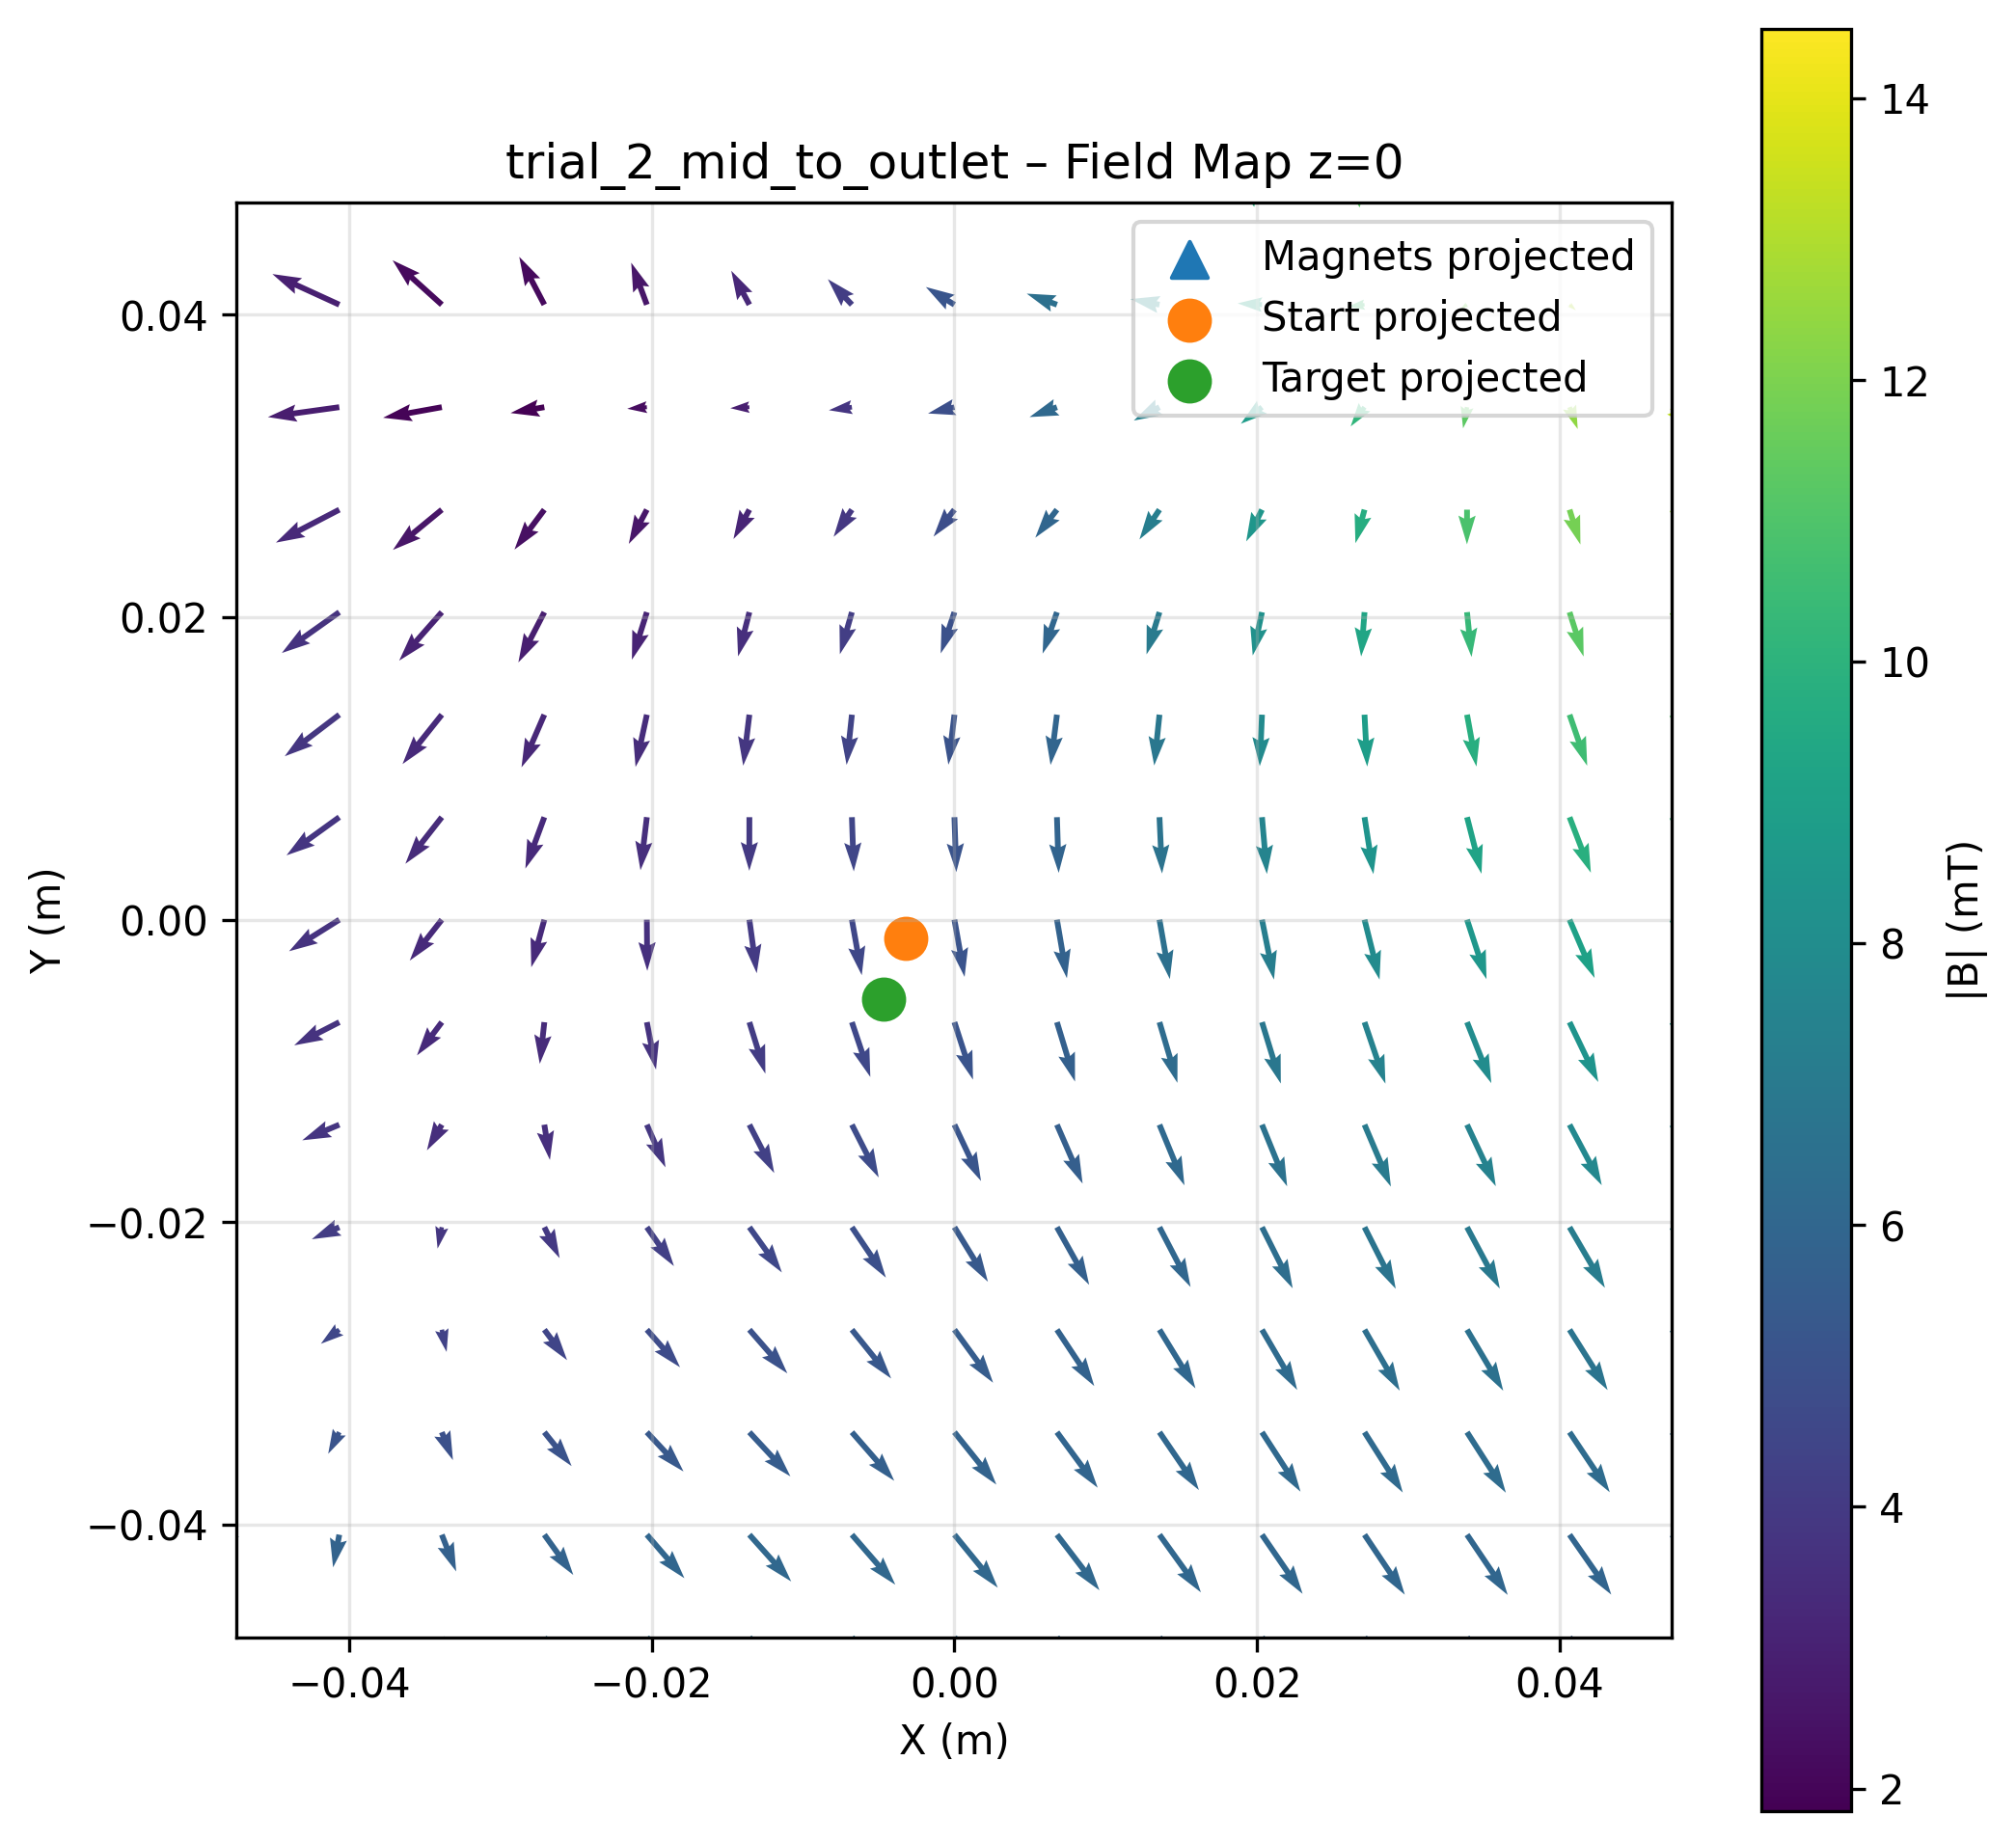 trial_2_mid_to_outlet – Field Map z=0
Magnets projected
Start projected
Target projected
0.04
0.02
0.00
−0.02
−0.04
Y (m)
−0.04
−0.02
0.00
0.02
0.04
X (m)
14
12
10
8
6
4
2
|B| (mT)